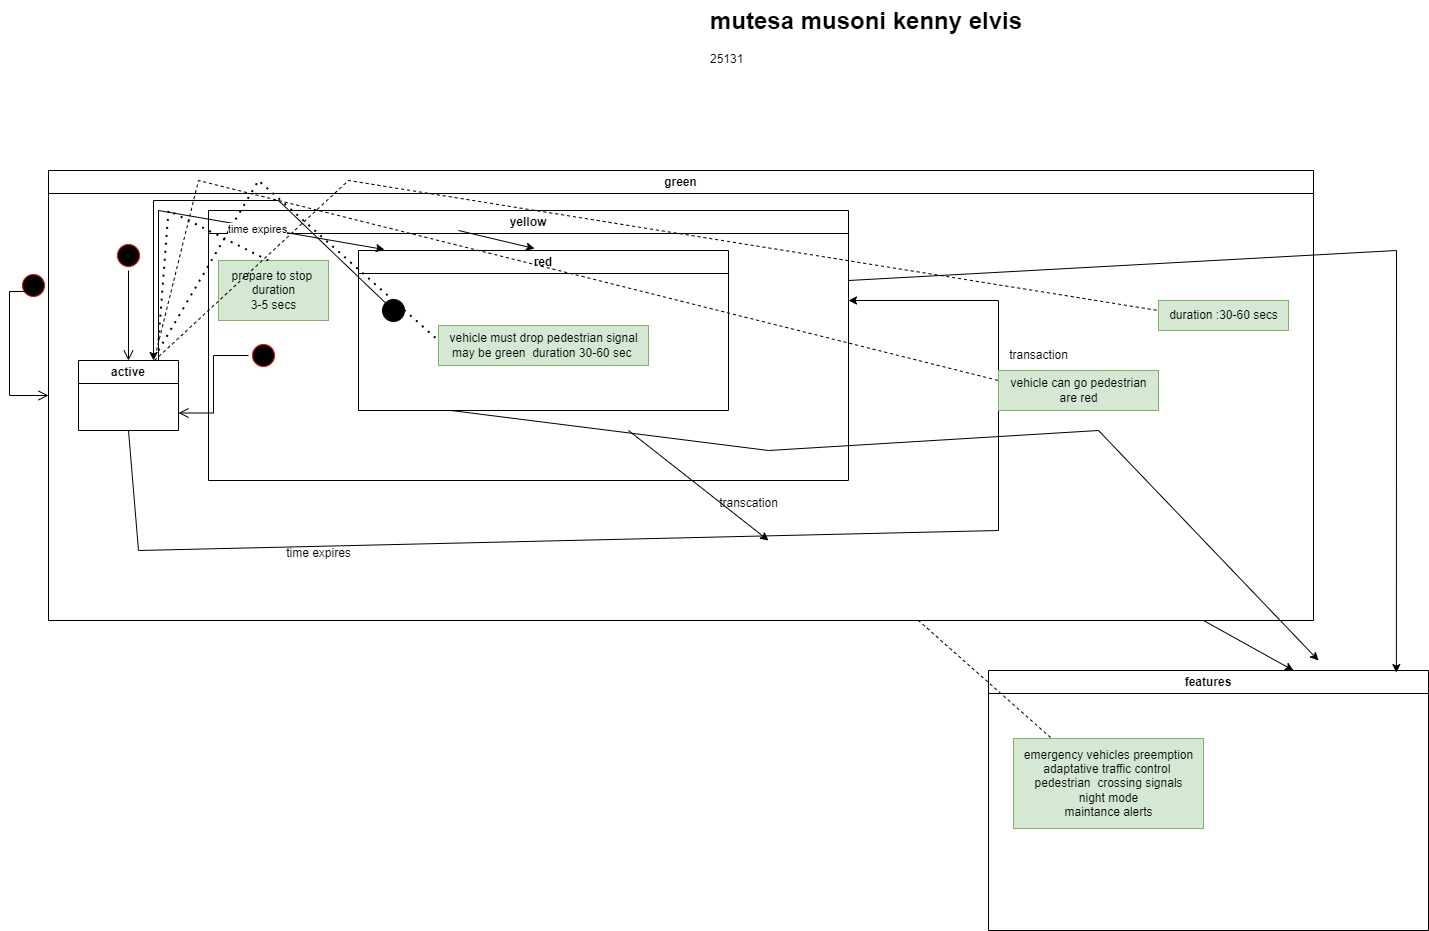 mutesa musoni kenny elvis
25131
green
yellow
time expires
red
prepare to stop
duration
3-5 secs
duration :30-60 secs
vehicle must drop pedestrian signal
may be green  duration 30-60 sec
transaction
active
vehicle can go pedestrian
are red
transcation
time expires
features
emergency vehicles preemption
adaptative traffic control
pedestrian  crossing signals
night mode
maintance alerts